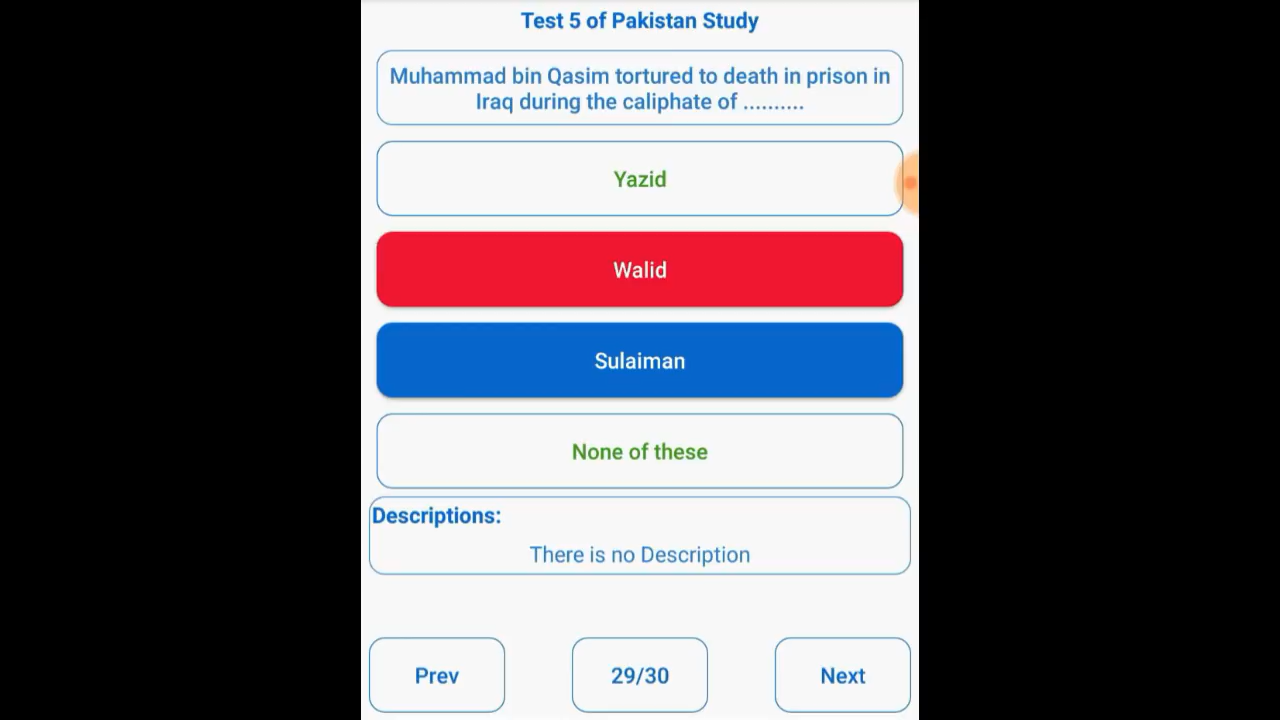 Test 5 of Pakistan Study
Muhammad bin Qasim tortured to death in prison in
Iraq during the caliphate of ..........
Yazid
Walid
Sulaiman
None of these
Descriptions:
There is no Description
Prev
29/30
Next